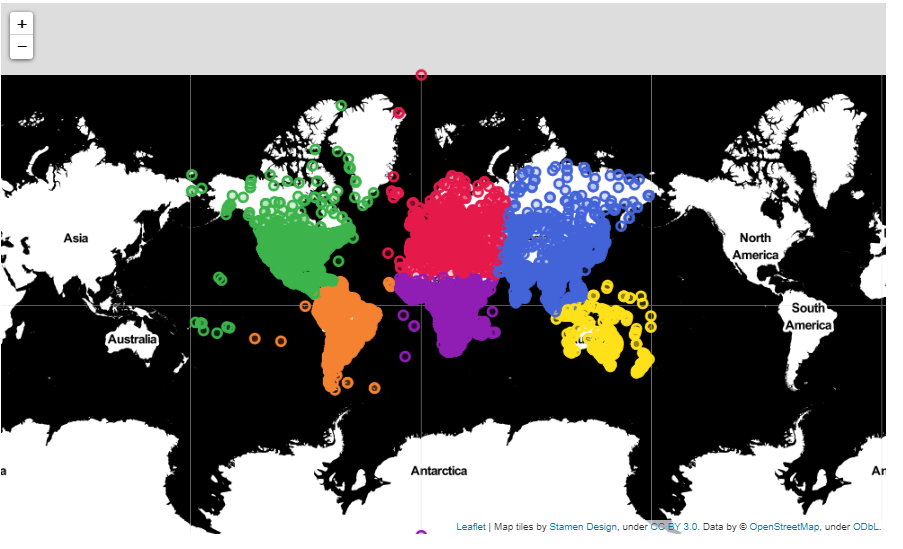 +
−
Asia
North
America
South
America
Australia
Antarctica
a
An
Leaflet | Map tiles by Stamen Design, under CC BY 3.0. Data by © OpenStreetMap, under ODbL.